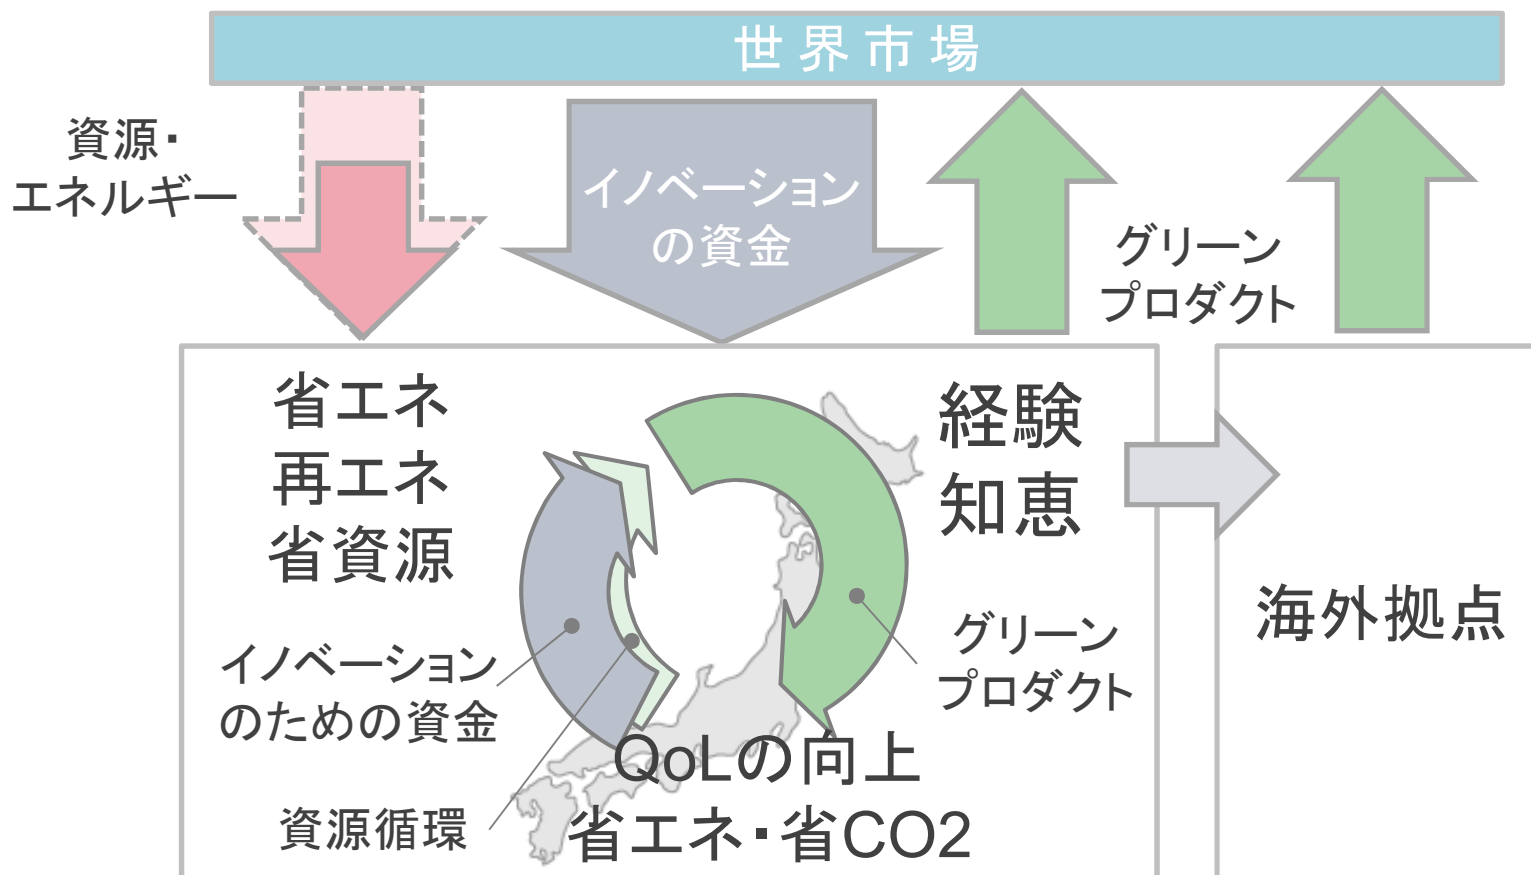 世界市場
資源・
エネルギー
イノベーション
の資金
グリーン
プロダクト
省エネ
再エネ
省資源
経験
知恵
イノベーション
のための資金
資源循環
グリーン
プロダクト
QoLの向上
省エネ・省CO2
海外拠点